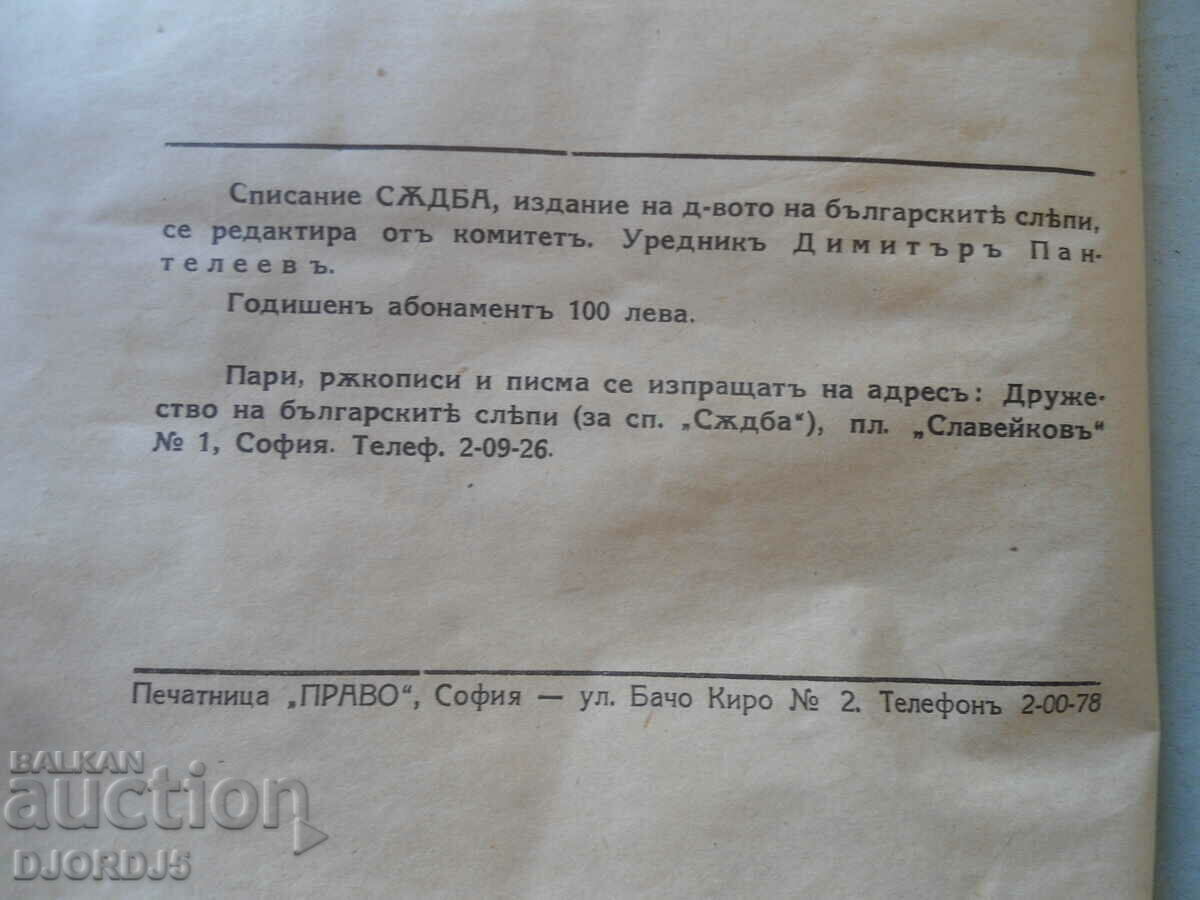 Списание СѪДБА, издание на д-вото на българскитѣ слѣпи,
се редактира отъ комитетъ. Уредникъ Димитъръ Пан-
телеевъ.
Годишенъ абонаментъ 100 лева.
Пари, рѫкописи и писма се изпращатъ на адресъ: Друже-
ство на българскитѣ слѣпи (за сп. „Сѫдба“), пл. „Славейковъ“
№ 1, София. Телеф. 2-09-26.
Печатница „ПРАВО“, София — ул. Бачо Киро № 2. Телефонъ 2-00-78
BALKAN
auction
DJORDJ5